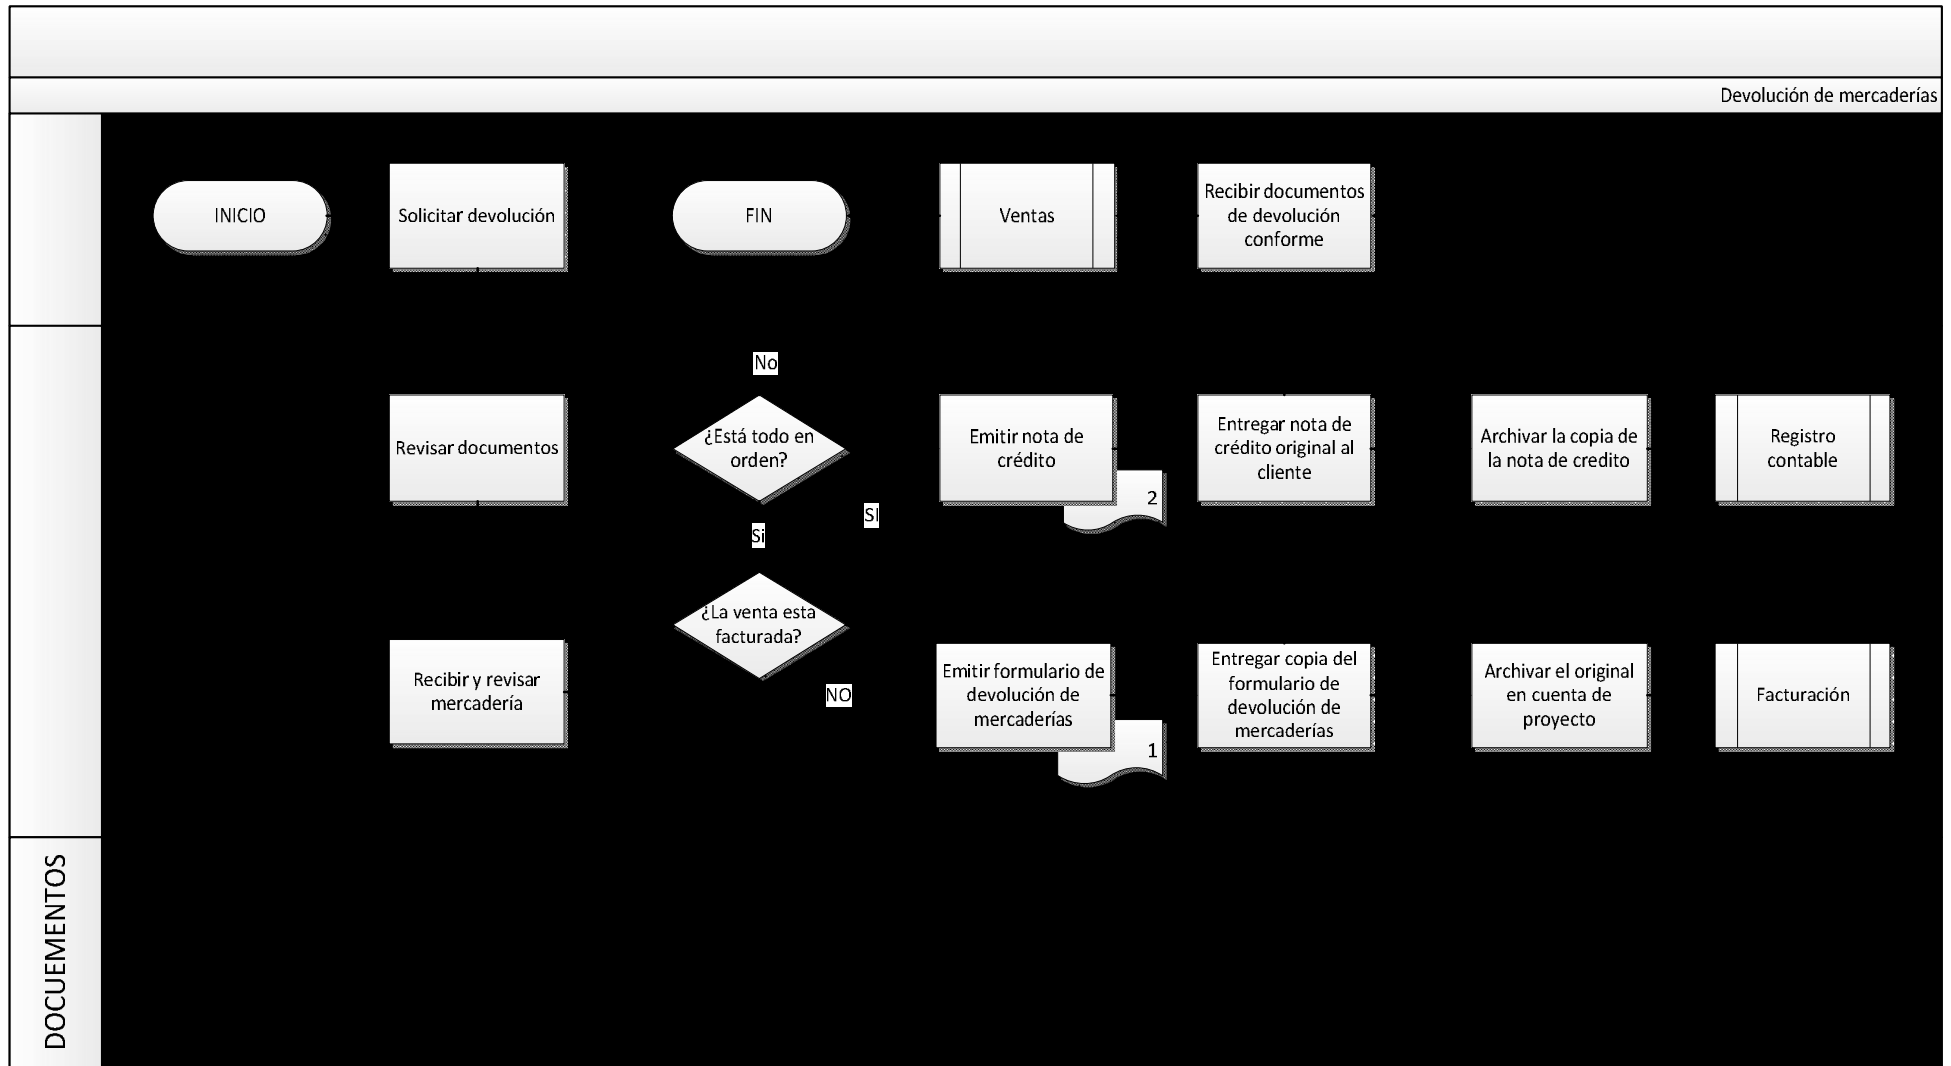 Devolución de mercaderías
INICIO
Solicitar devolución
FIN
Ventas
Recibir documentos
de devolución
conforme
No
Revisar documentos
¿Está todo en
orden?
Emitir nota de
crédito
2
Entregar nota de
crédito original al
cliente
Archivar la copia de
la nota de credito
Registro
contable
SI
Si
¿La venta esta
facturada?
NO
Recibir y revisar
mercadería
Emitir formulario de
devolución de
mercaderías
1
Entregar copia del
formulario de
devolución de
mercaderías
Archivar el original
en cuenta de
proyecto
Facturación
DOCUEMENTOS